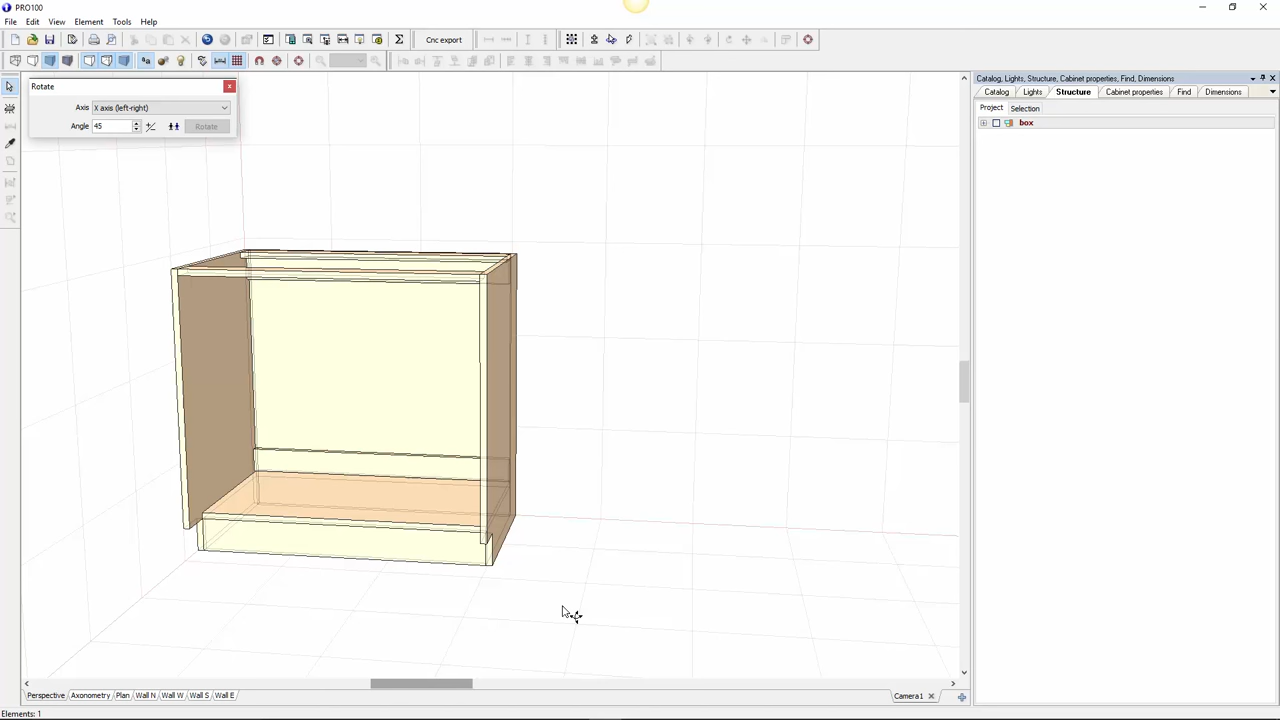 PRO100
File Edit View Element Tools Help
Cnc export
Rotate
Axis X axis (left-right)
Angle 45 Rotate
Catalog, Lights, Structure, Cabinet properties, Find, Dimensions
Catalog Lights Structure Cabinet properties Find Dimensions
Project Selection
box
Perspective Axonometry Plan Wall N Wall W Wall S Wall E
Camera1
Elements: 1